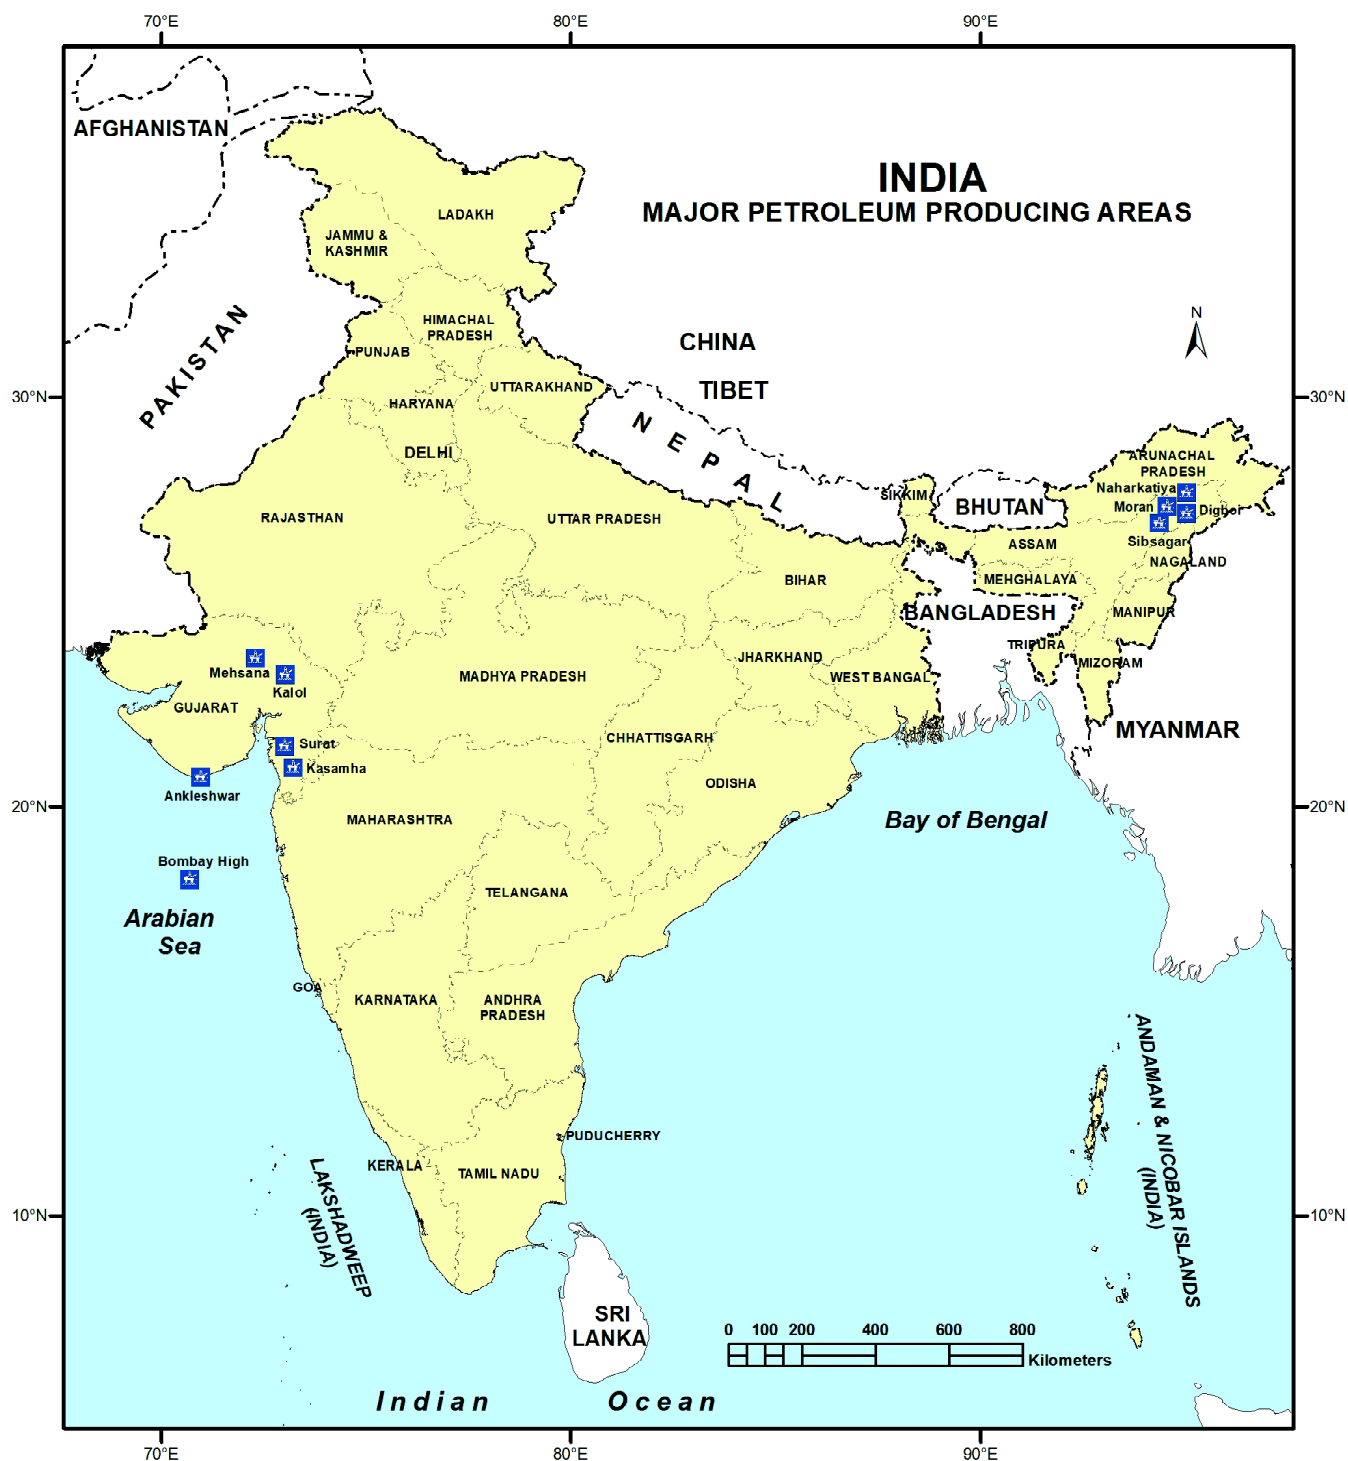 70°E
80°E
90°E
AFGHANISTAN
INDIA
MAJOR PETROLEUM PRODUCING AREAS
LADAKH
JAMMU &
KASHMIR
N
HIMACHAL
PRADESH
PAKISTAN
PUNJAB
CHINA
TIBET
UTTARAKHAND
30°N
30°N
HARYANA
NEPAL
DELHI
ARUNACHAL
PRADESH
Naharkatiya
SIKKIM
BHUTAN
Moran
Digboi
RAJASTHAN
UTTAR PRADESH
Sibsagar
ASSAM
NAGALAND
BIHAR
MEHGHALAYA
BANGLADESH
MANIPUR
TRIPURA
JHARKHAND
MIZORAM
Mehsana
MADHYA PRADESH
WEST BANGAL
Kalol
GUJARAT
MYANMAR
Surat
CHHATTISGARH
Kasamha
ODISHA
Ankleshwar
20°N
20°N
MAHARASHTRA
Bay of Bengal
Bombay High
TELANGANA
Arabian
Sea
GOA
KARNATAKA
ANDHRA
PRADESH
ANDAMAN & NICOBAR ISLANDS
(INDIA)
PUDUCHERRY
KERALA
TAMIL NADU
LAKSHADWEEP
(INDIA)
10°N
10°N
SRI
LANKA
0 100 200 400 600 800
Kilometers
Indian Ocean
70°E
80°E
90°E